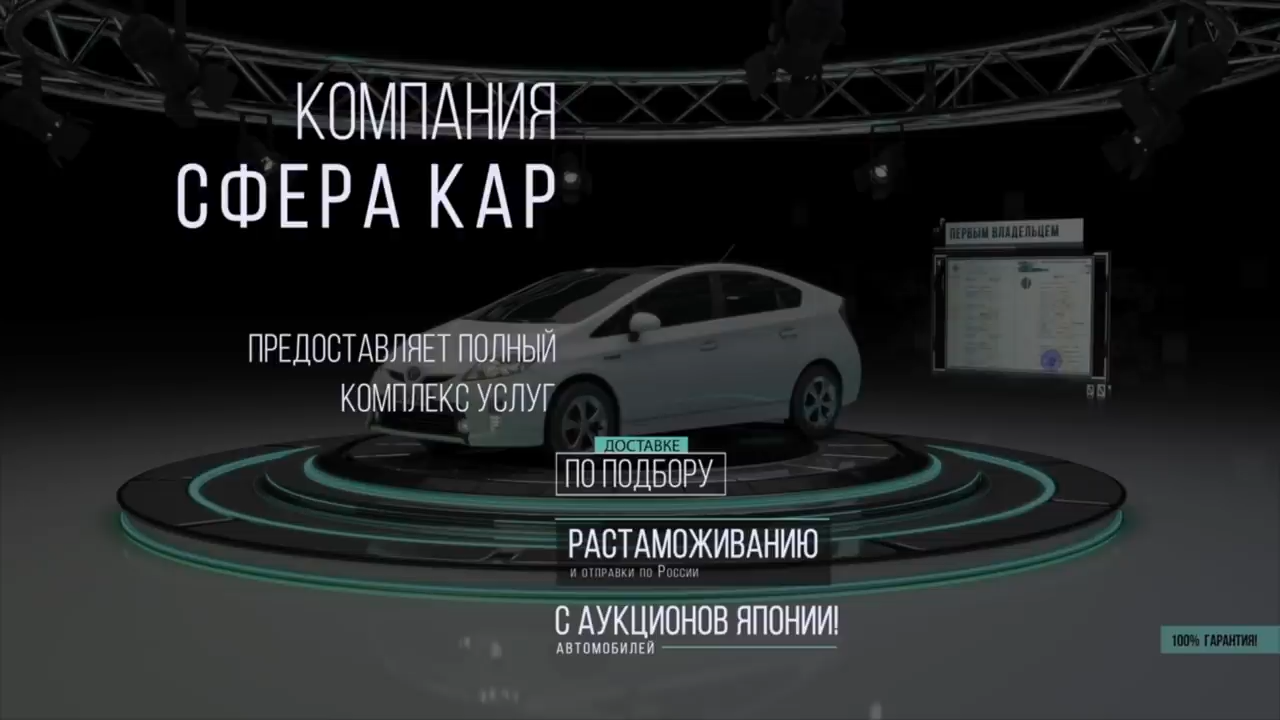 КОМПАНИЯ
СФЕРА КАР
ПЕРВЫМ ВЛАДЕЛЬЦЕМ
ПРЕДОСТАВЛЯЕТ ПОЛНЫЙ
КОМПЛЕКС УСЛУГ
ДОСТАВКЕ
ПО ПОДБОРУ
РАСТАМОЖИВАНИЮ
и отправки по России
С АУКЦИОНОВ ЯПОНИИ!
АВТОМОБИЛЕЙ
100% ГАРАНТИЯ!